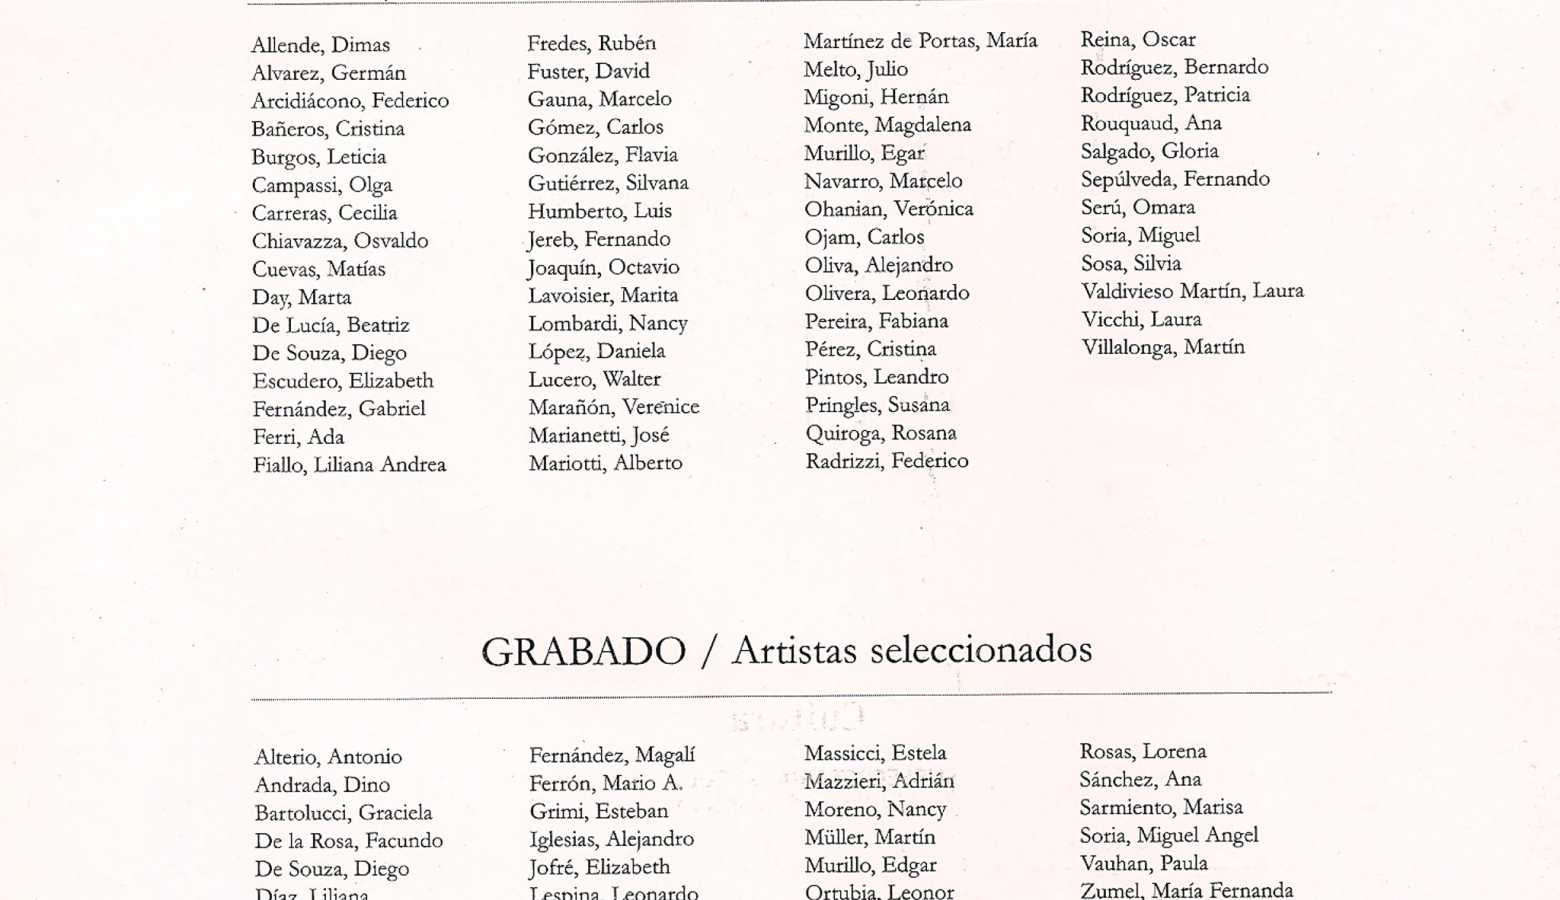 Allende, Dimas
Alvarez, Germán
Arcidiácono, Federico
Bañeros, Cristina
Burgos, Leticia
Campassi, Olga
Carreras, Cecilia
Chiavazza, Osvaldo
Cuevas, Matías
Day, Marta
De Lucía, Beatriz
De Souza, Diego
Escudero, Elizabeth
Fernández, Gabriel
Ferri, Ada
Fiallo, Liliana Andrea
Fredes, Rubén
Fuster, David
Gauna, Marcelo
Gómez, Carlos
González, Flavia
Gutiérrez, Silvana
Humberto, Luis
Jereb, Fernando
Joaquín, Octavio
Lavoisier, Marita
Lombardi, Nancy
López, Daniela
Lucero, Walter
Marañón, Verenice
Marianetti, José
Mariotti, Alberto
Martínez de Portas, María
Melto, Julio
Migoni, Hernán
Monte, Magdalena
Murillo, Egar
Navarro, Marcelo
Ohanian, Verónica
Ojam, Carlos
Oliva, Alejandro
Olivera, Leonardo
Pereira, Fabiana
Pérez, Cristina
Pintos, Leandro
Pringles, Susana
Quiroga, Rosana
Radrizzi, Federico
Reina, Oscar
Rodríguez, Bernardo
Rodríguez, Patricia
Rouquaud, Ana
Salgado, Gloria
Sepúlveda, Fernando
Serú, Omara
Soria, Miguel
Sosa, Silvia
Valdivieso Martín, Laura
Vicchi, Laura
Villalonga, Martín
GRABADO / Artistas seleccionados
Alterio, Antonio
Andrada, Dino
Bartolucci, Graciela
De la Rosa, Facundo
De Souza, Diego
Díaz, Liliana
Fernández, Magalí
Ferrón, Mario A.
Grimi, Esteban
Iglesias, Alejandro
Jofré, Elizabeth
Lespina, Leonardo
Massicci, Estela
Mazzieri, Adrián
Moreno, Nancy
Müller, Martín
Murillo, Edgar
Ortubia, Leonor
Rosas, Lorena
Sánchez, Ana
Sarmiento, Marisa
Soria, Miguel Angel
Vauhan, Paula
Zumel, María Fernanda